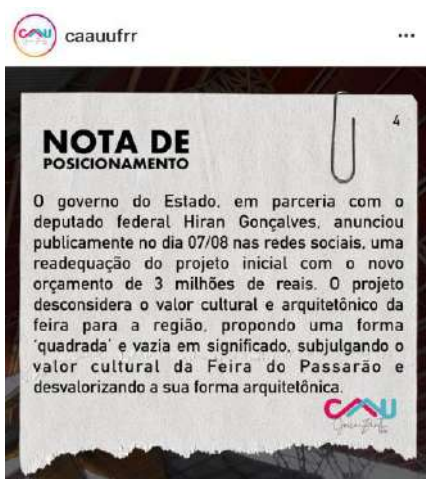 caauufrr
...
4
NOTA DE
POSICIONAMENTO
O governo do Estado, em parceria com o
deputado federal Hiran Gonçalves, anunciou
publicamente no dia 07/08 nas redes sociais, uma
readequação do projeto inicial com o novo
orçamento de 3 milhões de reais. O projeto
desconsidera o valor cultural e arquitetônico da
feira para a região, propondo uma forma
'quadrada' e vazia em significado, subjulgando o
valor cultural da Feira do Passarão e
desvalorizando a sua forma arquitetônica.
CAAU